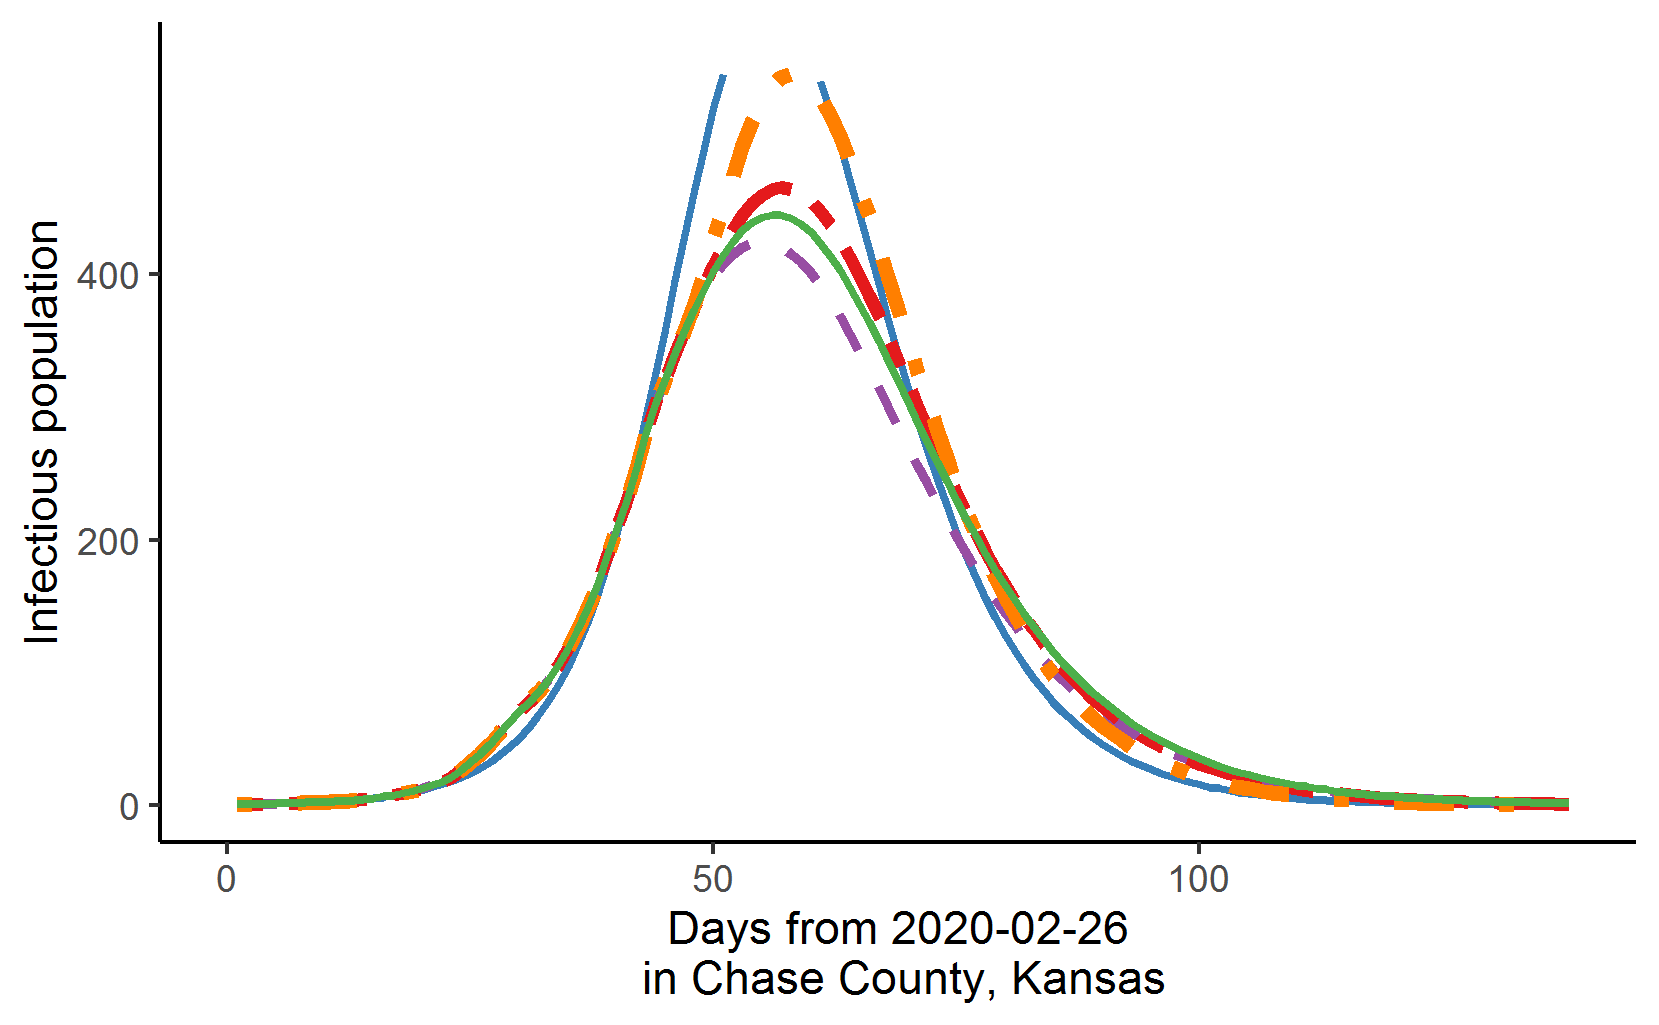 Infectious population
400
200
0
0
50
100
Days from 2020-02-26
in Chase County, Kansas